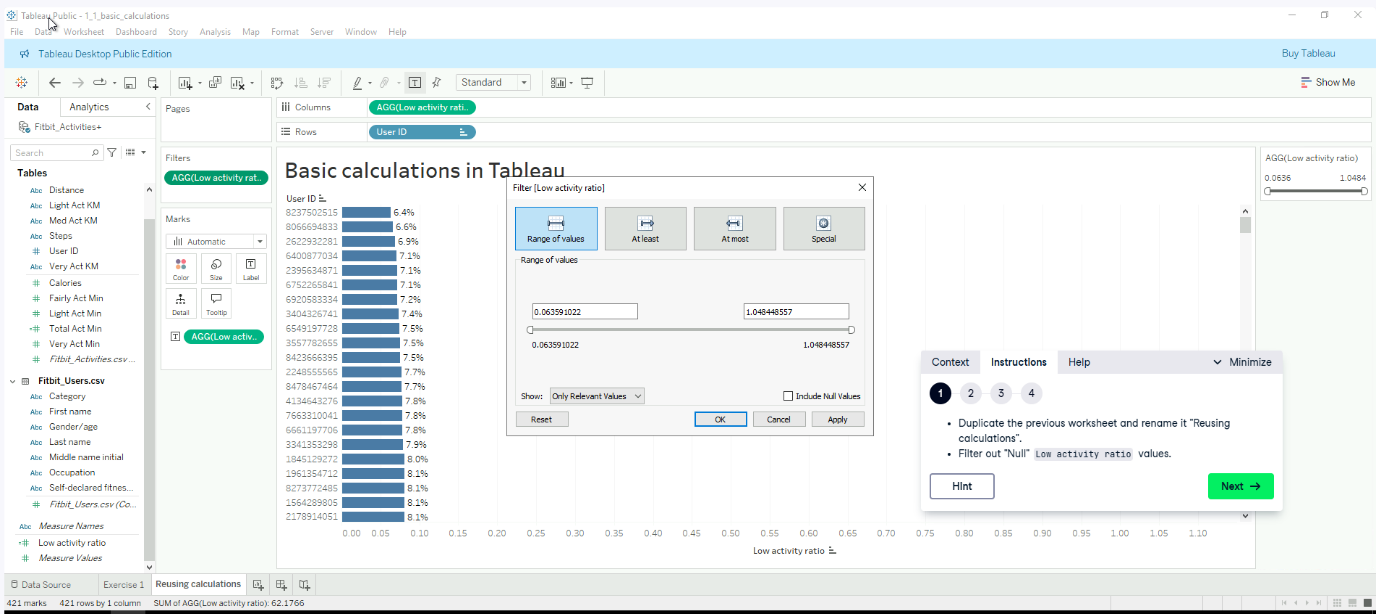 Tableau Public - 1_1_basic_calculations
File Data Worksheet Dashboard Story Analysis Map Format Server Window Help
Tableau Desktop Public Edition
Buy Tableau
Standard
Show Me
Data Analytics
Fitbit_Activities+
Search
Tables
Abc Distance
Abc Light Act KM
Abc Med Act KM
Abc Steps
# User ID
Abc Very Act KM
# Calories
# Fairly Act Min
# Light Act Min
# Total Act Min
# Very Act Min
# Fitbit_Activities.csv ...
Fitbit_Users.csv
Abc Category
Abc First name
Abc Gender/age
Abc Last name
Abc Middle name initial
Abc Occupation
Abc Self-declared fitnes...
# Fitbit_Users.csv (Co...
Abc Measure Names
# Low activity ratio
# Measure Values
Pages
Filters
AGG(Low activity rat..
Marks
Automatic
Color Size Label
Detail Tooltip
AGG(Low activ..
Columns AGG(Low activity rati..
Rows User ID
Basic calculations in Tableau
User ID
8237502515 6.4%
8066694833 6.6%
2622932281 6.9%
6400877034 7.1%
2395634871 7.1%
6752265841 7.1%
6920583334 7.2%
3404326741 7.4%
6549197728 7.5%
3557782655 7.5%
8423666395 7.5%
2248555565 7.7%
8478467464 7.7%
4134643276 7.8%
7663310041 7.8%
6661197706 7.8%
3341353298 7.9%
1845129272 8.0%
1961354712 8.1%
8273772485 8.1%
1564289805 8.1%
2178914051 8.1%
0.00 0.05 0.10 0.15 0.20 0.25 0.30 0.35 0.40 0.45 0.50 0.55 0.60 0.65 0.70 0.75 0.80 0.85 0.90 0.95 1.00 1.05 1.10
Low activity ratio
Filter [Low activity ratio]
Range of values At least At most Special
Range of values
0.063591022 1.048448557
0.063591022 1.048448557
Show: Only Relevant Values Include Null Values
Reset OK Cancel Apply
AGG(Low activity ratio)
0.0636 1.0484
Context Instructions Help Minimize
1 2 3 4
• Duplicate the previous worksheet and rename it "Reusing
calculations".
• Filter out "Null" Low activity ratio values.
Hint Next
Data Source Exercise 1 Reusing calculations
421 marks 421 rows by 1 column SUM of AGG(Low activity ratio): 62.1766